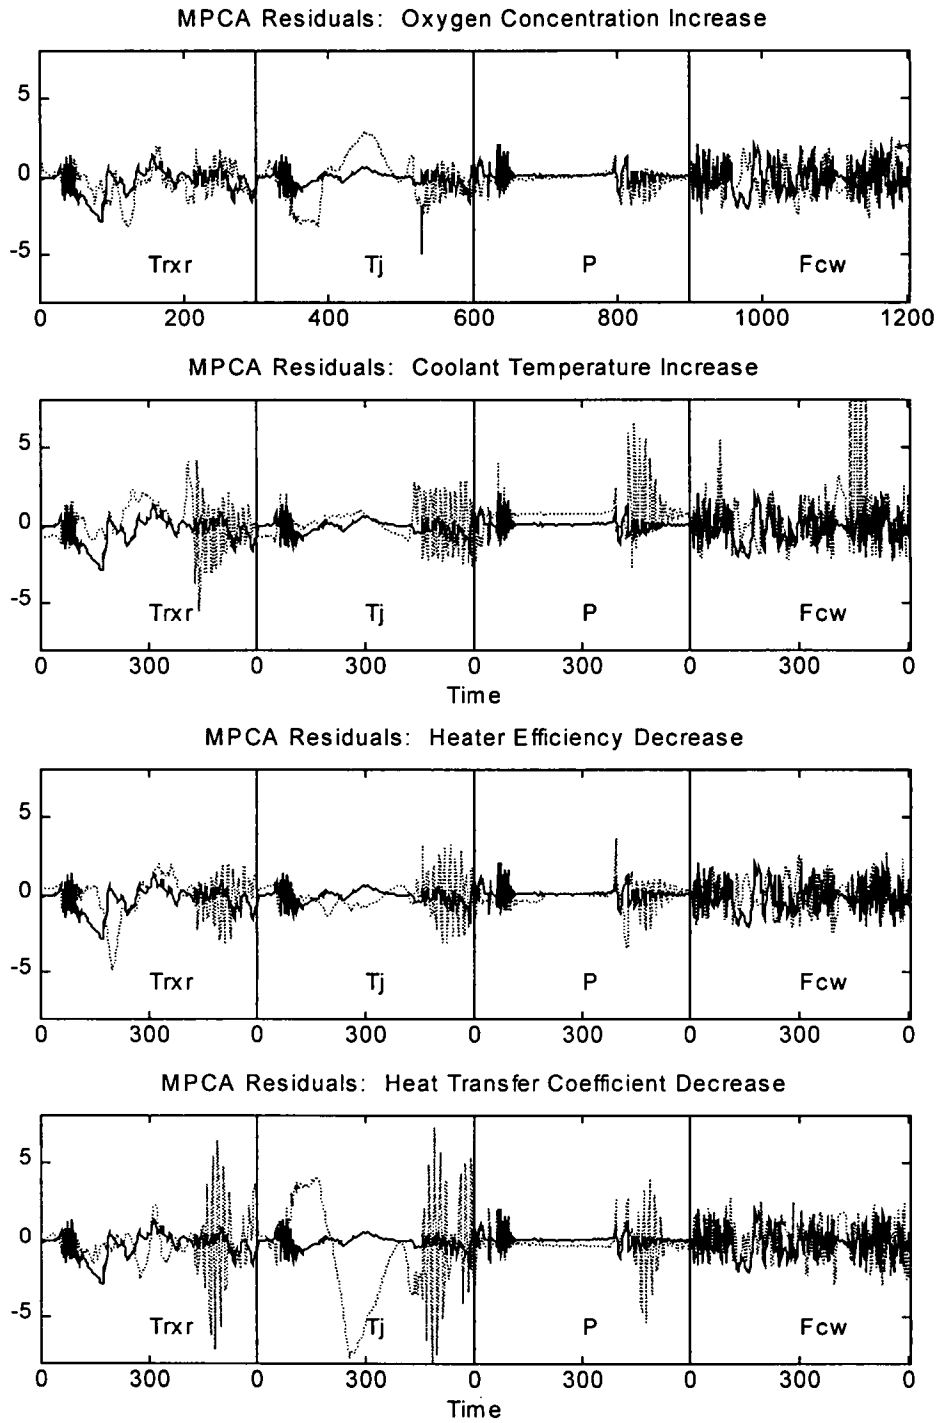 MPCA Residuals: Oxygen Concentration Increase
5
0
-5
Trxr Tj P Fcw
0 200 400 600 800 1000 1200
MPCA Residuals: Coolant Temperature Increase
5
0
-5
Trxr Tj P Fcw
0 300 0 300 0 300 0 300 0
Time
MPCA Residuals: Heater Efficiency Decrease
5
0
-5
Trxr Tj P Fcw
0 300 0 300 0 300 0 300 0
MPCA Residuals: Heat Transfer Coefficient Decrease
5
0
-5
Trxr Tj P Fcw
0 300 0 300 0 300 0 300 0
Time